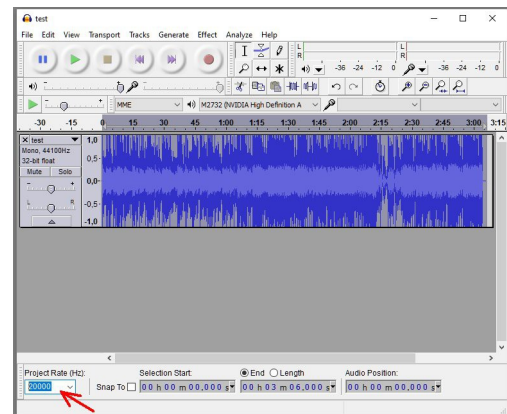 test
File Edit View Transport Tracks Generate Effect Analyze Help
L
R
-36 -24 -12 0
L
R
-36 -24 -12 0
MME
M2732 (NVIDIA High Definition A
-30 -15 0 15 30 45 1:00 1:15 1:30 1:45 2:00 2:15 2:30 2:45 3:00 3:15
test
Mono, 44100Hz
32-bit float
Mute Solo
- +
L R
1,0
0,5-
0,0-
-0,5-
-1,0
Project Rate (Hz): Selection Start: End Length Audio Position:
20000 Snap To 00 h 00 m 00,000 s 00 h 03 m 06,000 s 00 h 00 m 00,000 s